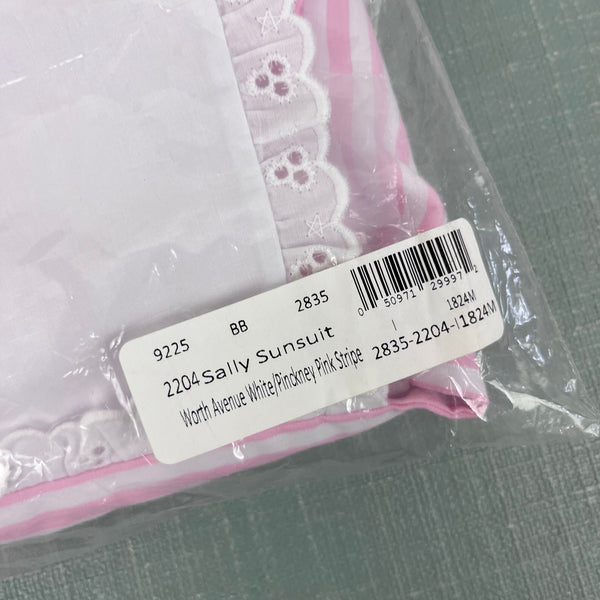 9225 BB 2835
0 50971 29997 2
1824M
2204 Sally Sunsuit
Worth Avenue White/Pinckney Pink Stripe
2835-2204-|1824M